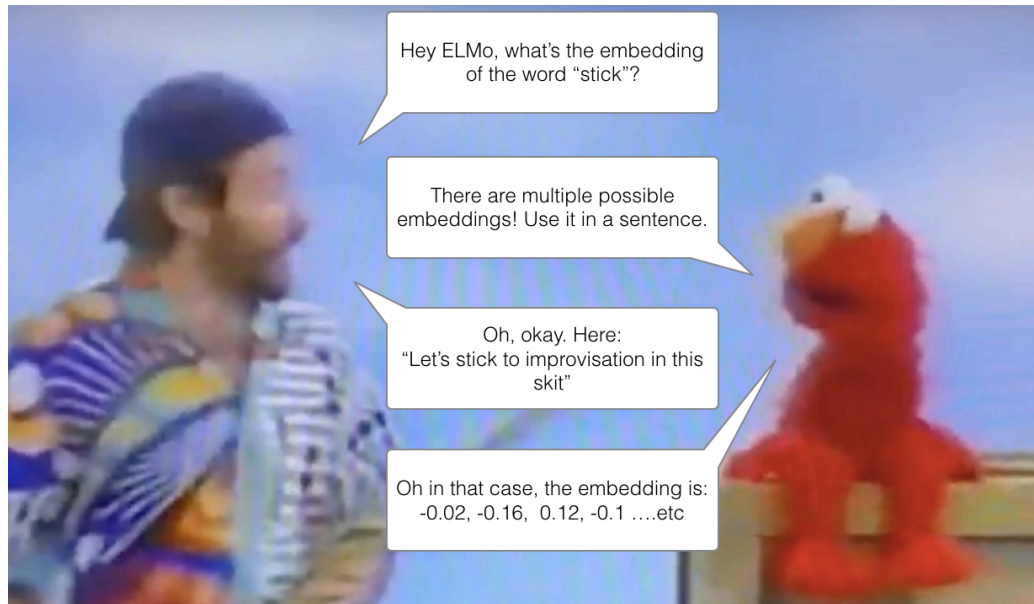 Hey ELMo, what's the embedding
of the word “stick”?
There are multiple possible
embeddings! Use it in a sentence.
Oh, okay. Here:
“Let's stick to improvisation in this
skit”
Oh in that case, the embedding is:
-0.02, -0.16, 0.12, -0.1 ….etc